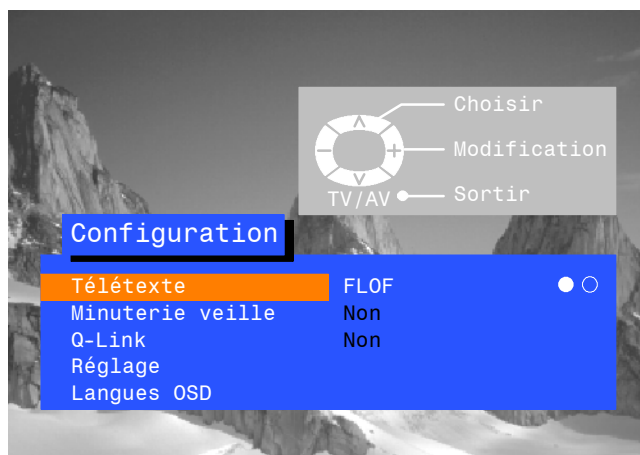 Choisir
Modification
TV/AV Sortir
Configuration
Télétexte FLOF
Minuterie veille Non
Q-Link Non
Réglage
Langues OSD